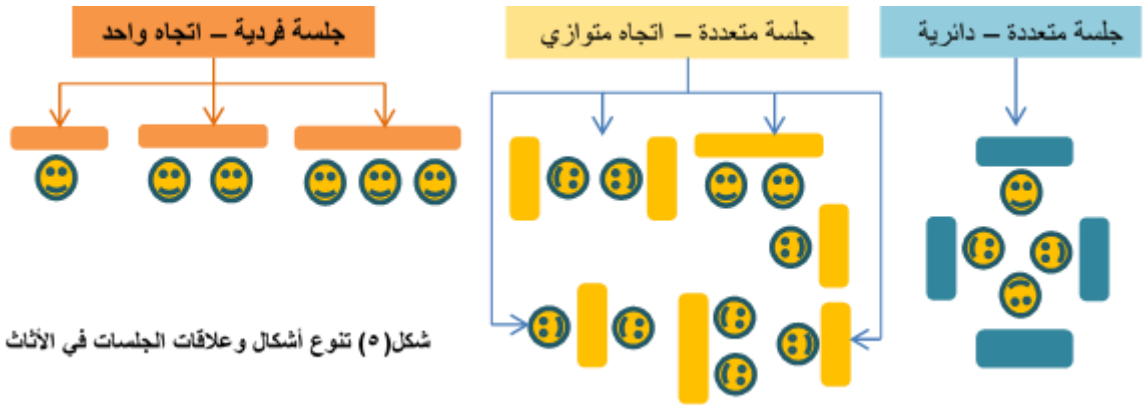 جلسة متعددة – دائرية
جلسة متعددة – اتجاه متوازي
جلسة فردية – اتجاه واحد
شكل(٥) تنوع أشكال وعلاقات الجلسات في الأثاث